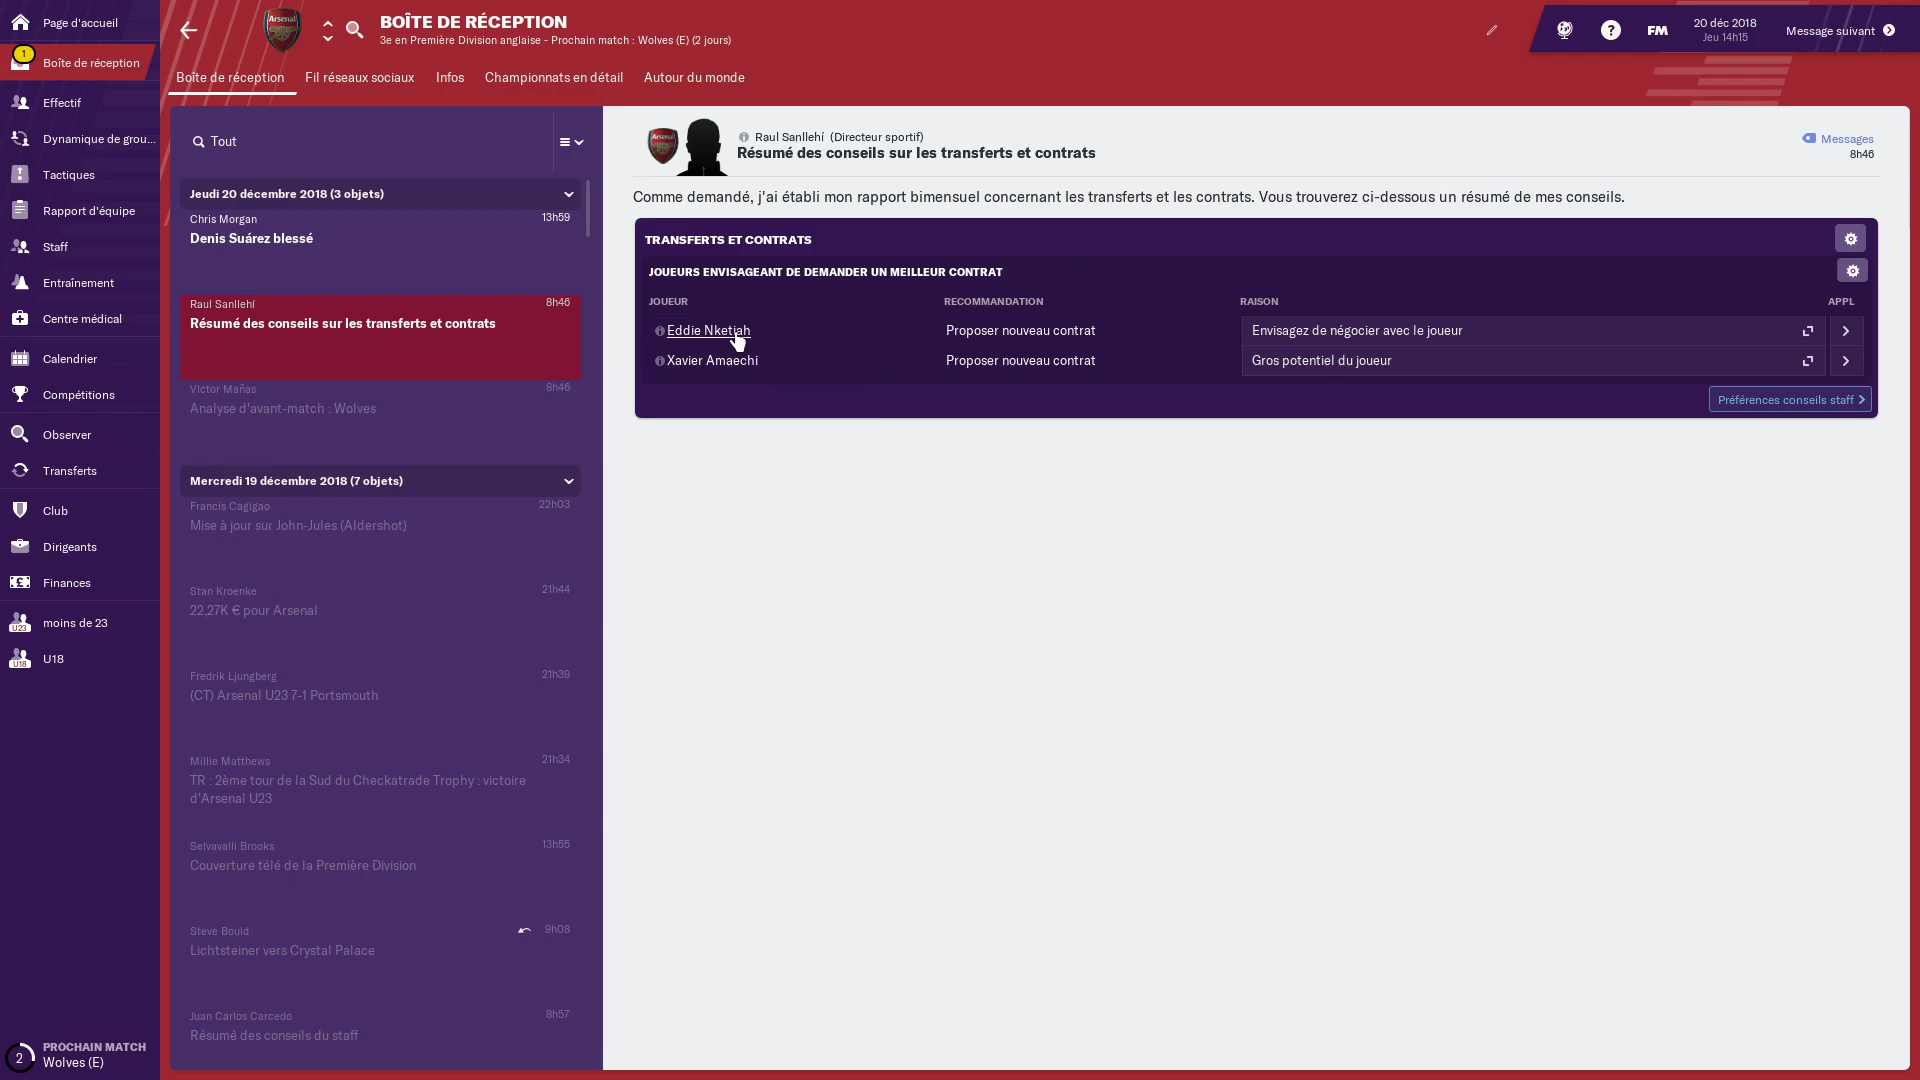 Page d'accueil
1
Boîte de réception
Effectif
Dynamique de grou...
Tactiques
Rapport d'équipe
Staff
Entraînement
Centre médical
Calendrier
Compétitions
Observer
Transferts
Club
Dirigeants
Finances
U23
moins de 23
U18
U18
2
PROCHAIN MATCH
Wolves (E)
Arsenal
BOÎTE DE RÉCEPTION
3e en Première Division anglaise - Prochain match : Wolves (E) (2 jours)
?
FM
20 déc 2018
Jeu 14h15
Message suivant
Boîte de réception
Fil réseaux sociaux
Infos
Championnats en détail
Autour du monde
Tout
Jeudi 20 décembre 2018 (3 objets)
Chris Morgan
13h59
Denis Suárez blessé
Raul Sanllehí
8h46
Résumé des conseils sur les transferts et contrats
Víctor Mañas
8h46
Analyse d'avant-match : Wolves
Mercredi 19 décembre 2018 (7 objets)
Francis Cagigao
22h03
Mise à jour sur John-Jules (Aldershot)
Stan Kroenke
21h44
22,27K € pour Arsenal
Fredrik Ljungberg
21h39
(CT) Arsenal U23 7-1 Portsmouth
Millie Matthews
21h34
TR : 2ème tour de la Sud du Checkatrade Trophy : victoire
d'Arsenal U23
Selvavalli Brooks
13h55
Couverture télé de la Première Division
Steve Bould
9h08
Lichtsteiner vers Crystal Palace
Juan Carlos Carcedo
8h57
Résumé des conseils du staff
Arsenal
Raul Sanllehí (Directeur sportif)
Résumé des conseils sur les transferts et contrats
Messages
8h46
Comme demandé, j'ai établi mon rapport bimensuel concernant les transferts et les contrats. Vous trouverez ci-dessous un résumé de mes conseils.
TRANSFERTS ET CONTRATS
JOUEURS ENVISAGEANT DE DEMANDER UN MEILLEUR CONTRAT
JOUEUR
RECOMMANDATION
RAISON
APPL
Eddie Nketiah
Proposer nouveau contrat
Envisagez de négocier avec le joueur
Xavier Amaechi
Proposer nouveau contrat
Gros potentiel du joueur
Préférences conseils staff